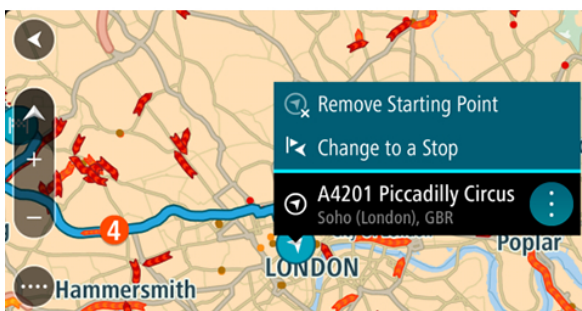 Remove Starting Point
Change to a Stop
A4201 Piccadilly Circus
Soho (London), GBR
4
Poplar
LONDON
Hammersmith